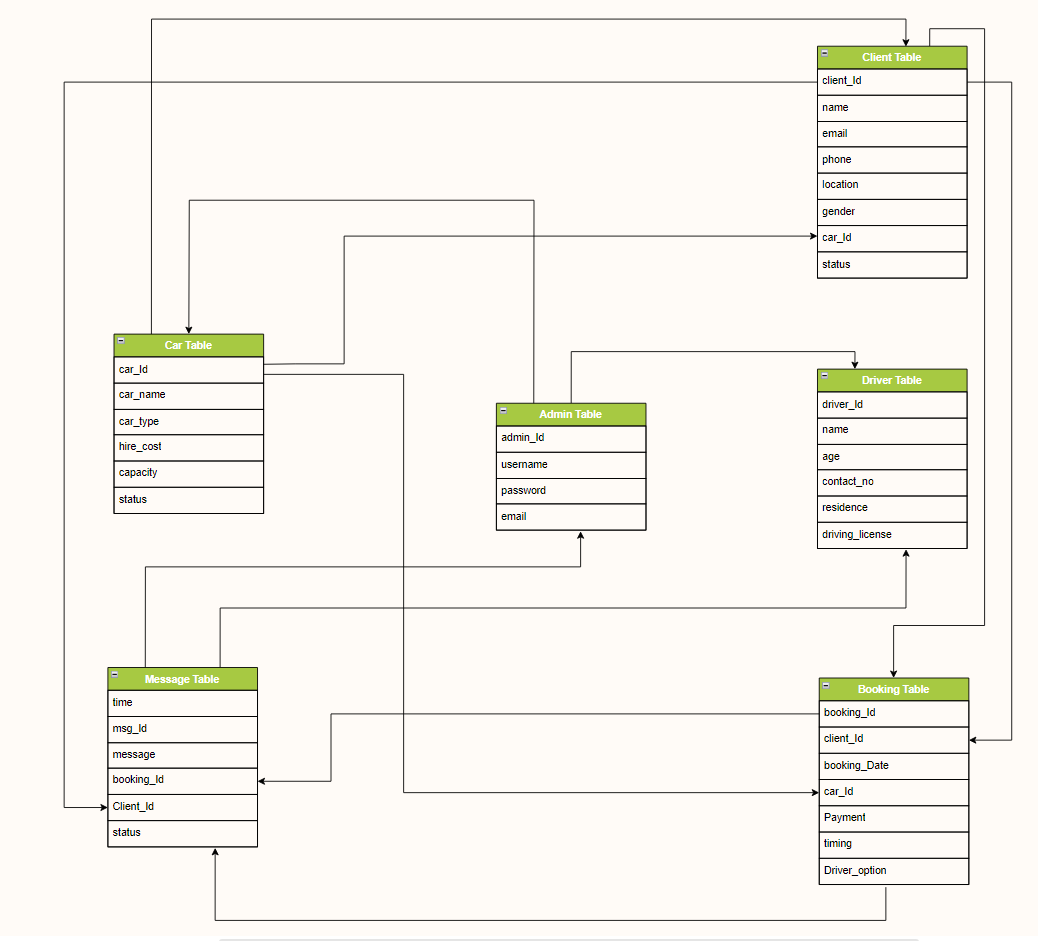 Client Table
client_Id
name
email
phone
location
gender
car_Id
status
Car Table
car_Id
car_name
car_type
hire_cost
capacity
status
Admin Table
admin_Id
username
password
email
Driver Table
driver_Id
name
age
contact_no
residence
driving_license
Message Table
time
msg_Id
message
booking_Id
Client_Id
status
Booking Table
booking_Id
client_Id
booking_Date
car_Id
Payment
timing
Driver_option